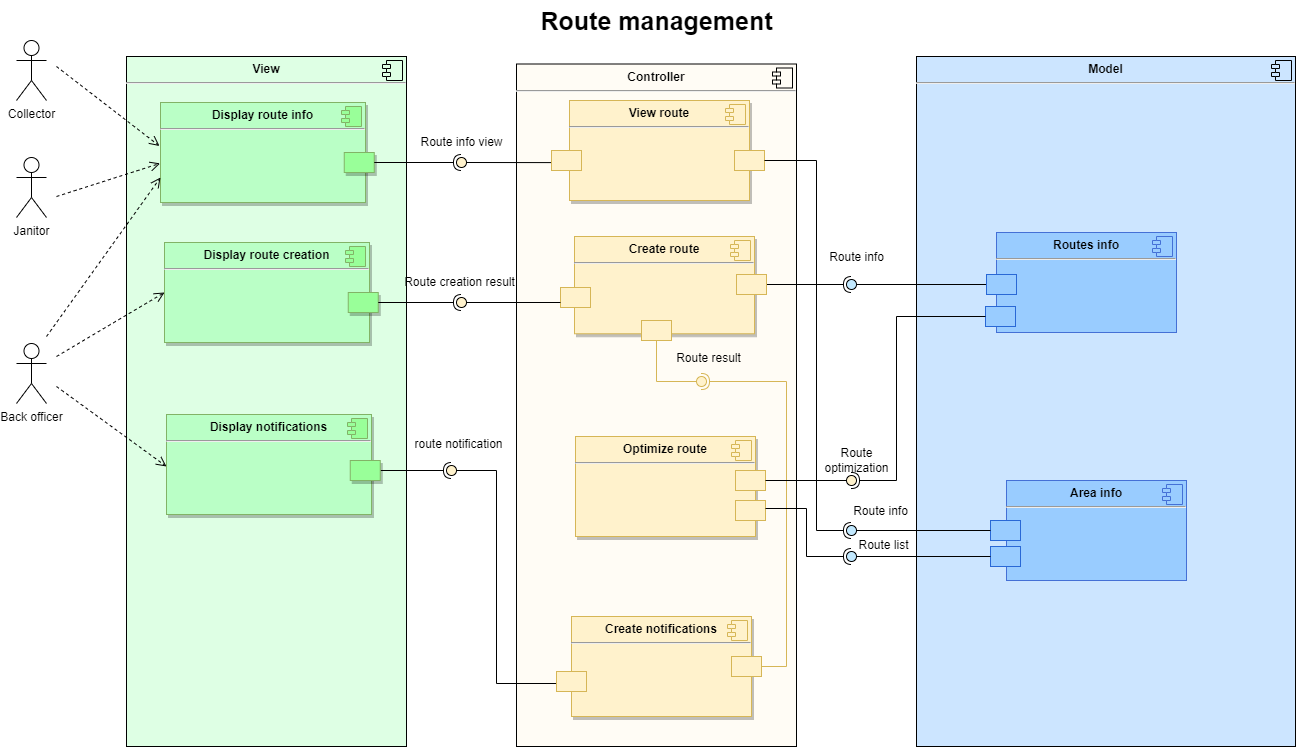 Route management
Collector
Janitor
Back officer
View
Display route info
Display route creation
Display notifications
Route info view
Route creation result
route notification
Controller
View route
Create route
Route result
Optimize route
Create notifications
Route info
Route
optimization
Route info
Route list
Model
Routes info
Area info